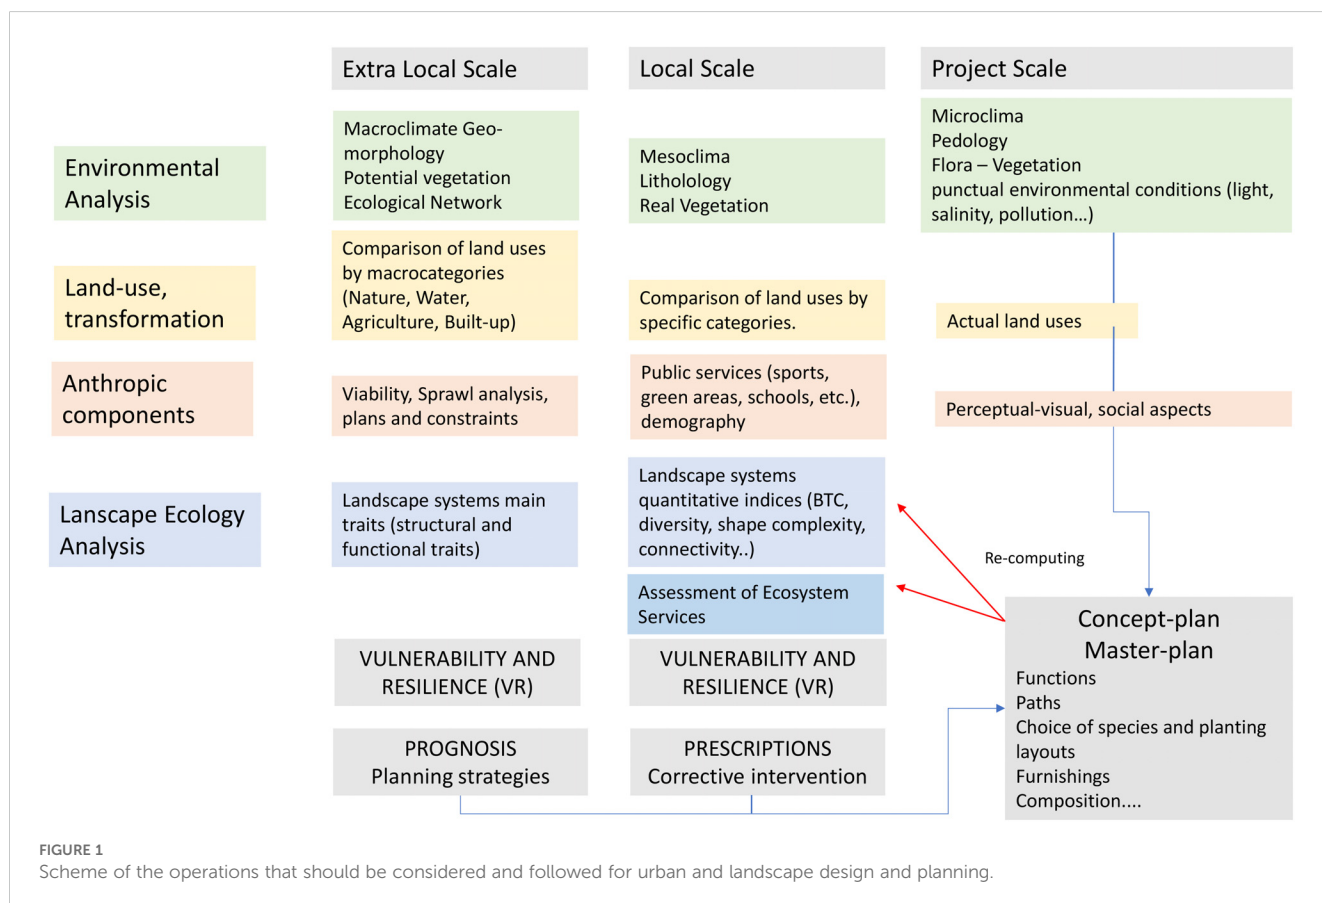 Extra Local Scale
Local Scale
Project Scale
Environmental
Analysis
Macroclimate Geo-
morphology
Potential vegetation
Ecological Network
Mesoclima
Litholology
Real Vegetation
Microclima
Pedology
Flora – Vegetation
punctual environmental conditions (light,
salinity, pollution...)
Land-use,
transformation
Comparison of land uses
by macrocategories
(Nature, Water,
Agriculture, Built-up)
Comparison of land uses by
specific categories.
Actual land uses
Anthropic
components
Viability, Sprawl analysis,
plans and constraints
Public services (sports,
green areas, schools, etc.),
demography
Perceptual-visual, social aspects
Lanscape Ecology
Analysis
Landscape systems main
traits (structural and
functional traits)
Landscape systems
quantitative indices (BTC,
diversity, shape complexity,
connectivity..)
Re-computing
Assessment of Ecosystem
Services
VULNERABILITY AND
RESILIENCE (VR)
VULNERABILITY AND
RESILIENCE (VR)
PROGNOSIS
Planning strategies
PRESCRIPTIONS
Corrective intervention
Concept-plan
Master-plan
Functions
Paths
Choice of species and planting
layouts
Furnishings
Composition....
FIGURE 1
Scheme of the operations that should be considered and followed for urban and landscape design and planning.